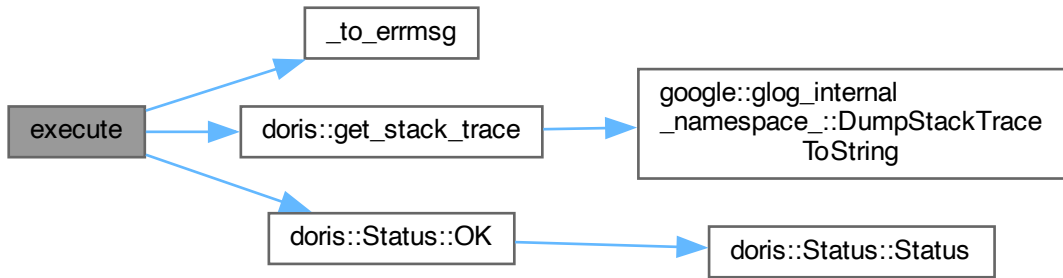 _to_errmsg
execute
doris::get_stack_trace
google::glog_internal
_namespace_::DumpStackTrace
ToString
doris::Status::OK
doris::Status::Status